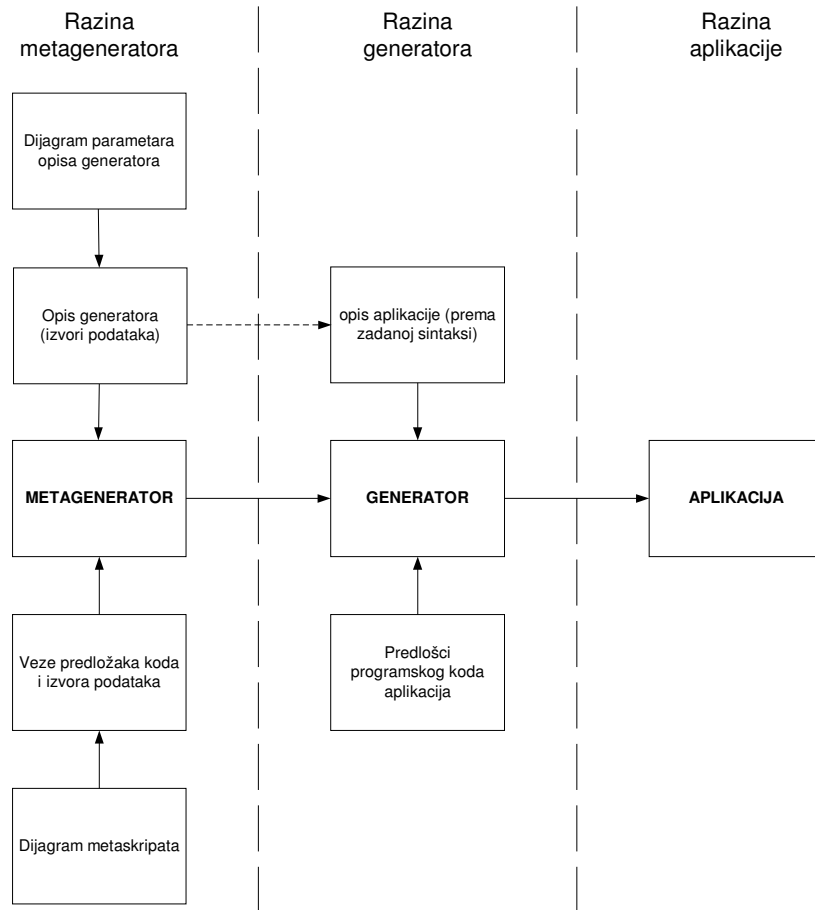 Razina
metageneratora
Razina
generatora
Razina
aplikacije
Dijagram parametara
opisa generatora
Opis generatora
(izvori podataka)
opis aplikacije (prema
zadanoj sintaksi)
METAGENERATOR
GENERATOR
APLIKACIJA
Veze predložaka koda
i izvora podataka
Predlošci
programskog koda
aplikacija
Dijagram metaskripata